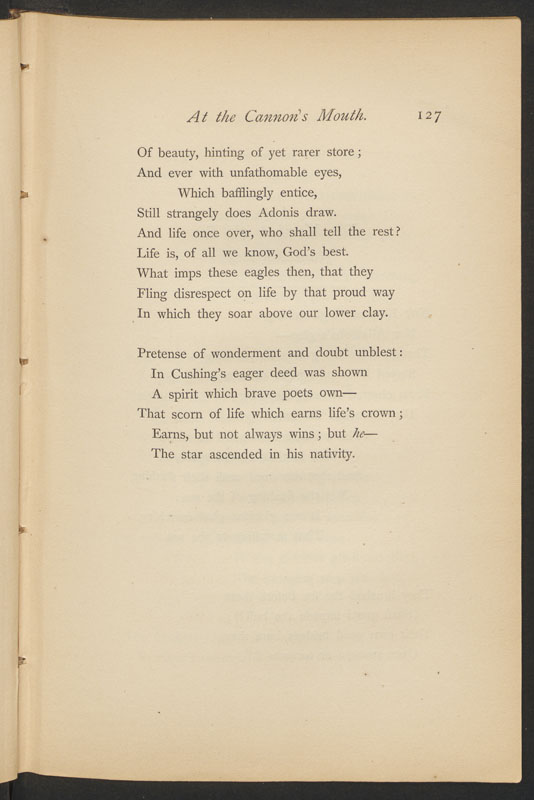 At the Cannon's Mouth. 127
Of beauty, hinting of yet rarer store;
And ever with unfathomable eyes,
Which bafflingly entice,
Still strangely does Adonis draw.
And life once over, who shall tell the rest?
Life is, of all we know, God's best.
What imps these eagles then, that they
Fling disrespect on life by that proud way
In which they soar above our lower clay.
Pretense of wonderment and doubt unblest:
In Cushing's eager deed was shown
A spirit which brave poets own—
That scorn of life which earns life's crown;
Earns, but not always wins; but he—
The star ascended in his nativity.